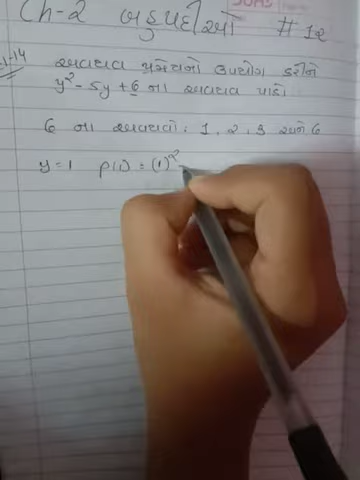 Ch-2 બહુપદીઓ #12
-14 અવયવ પ્રમેયનો ઉપયોગ કરીને
y² - 5y + 6 ના અવયવ પાડો.
6 ના અવયવો: 1, 2, 3 અને 6
y = 1 p(1) = (1)²